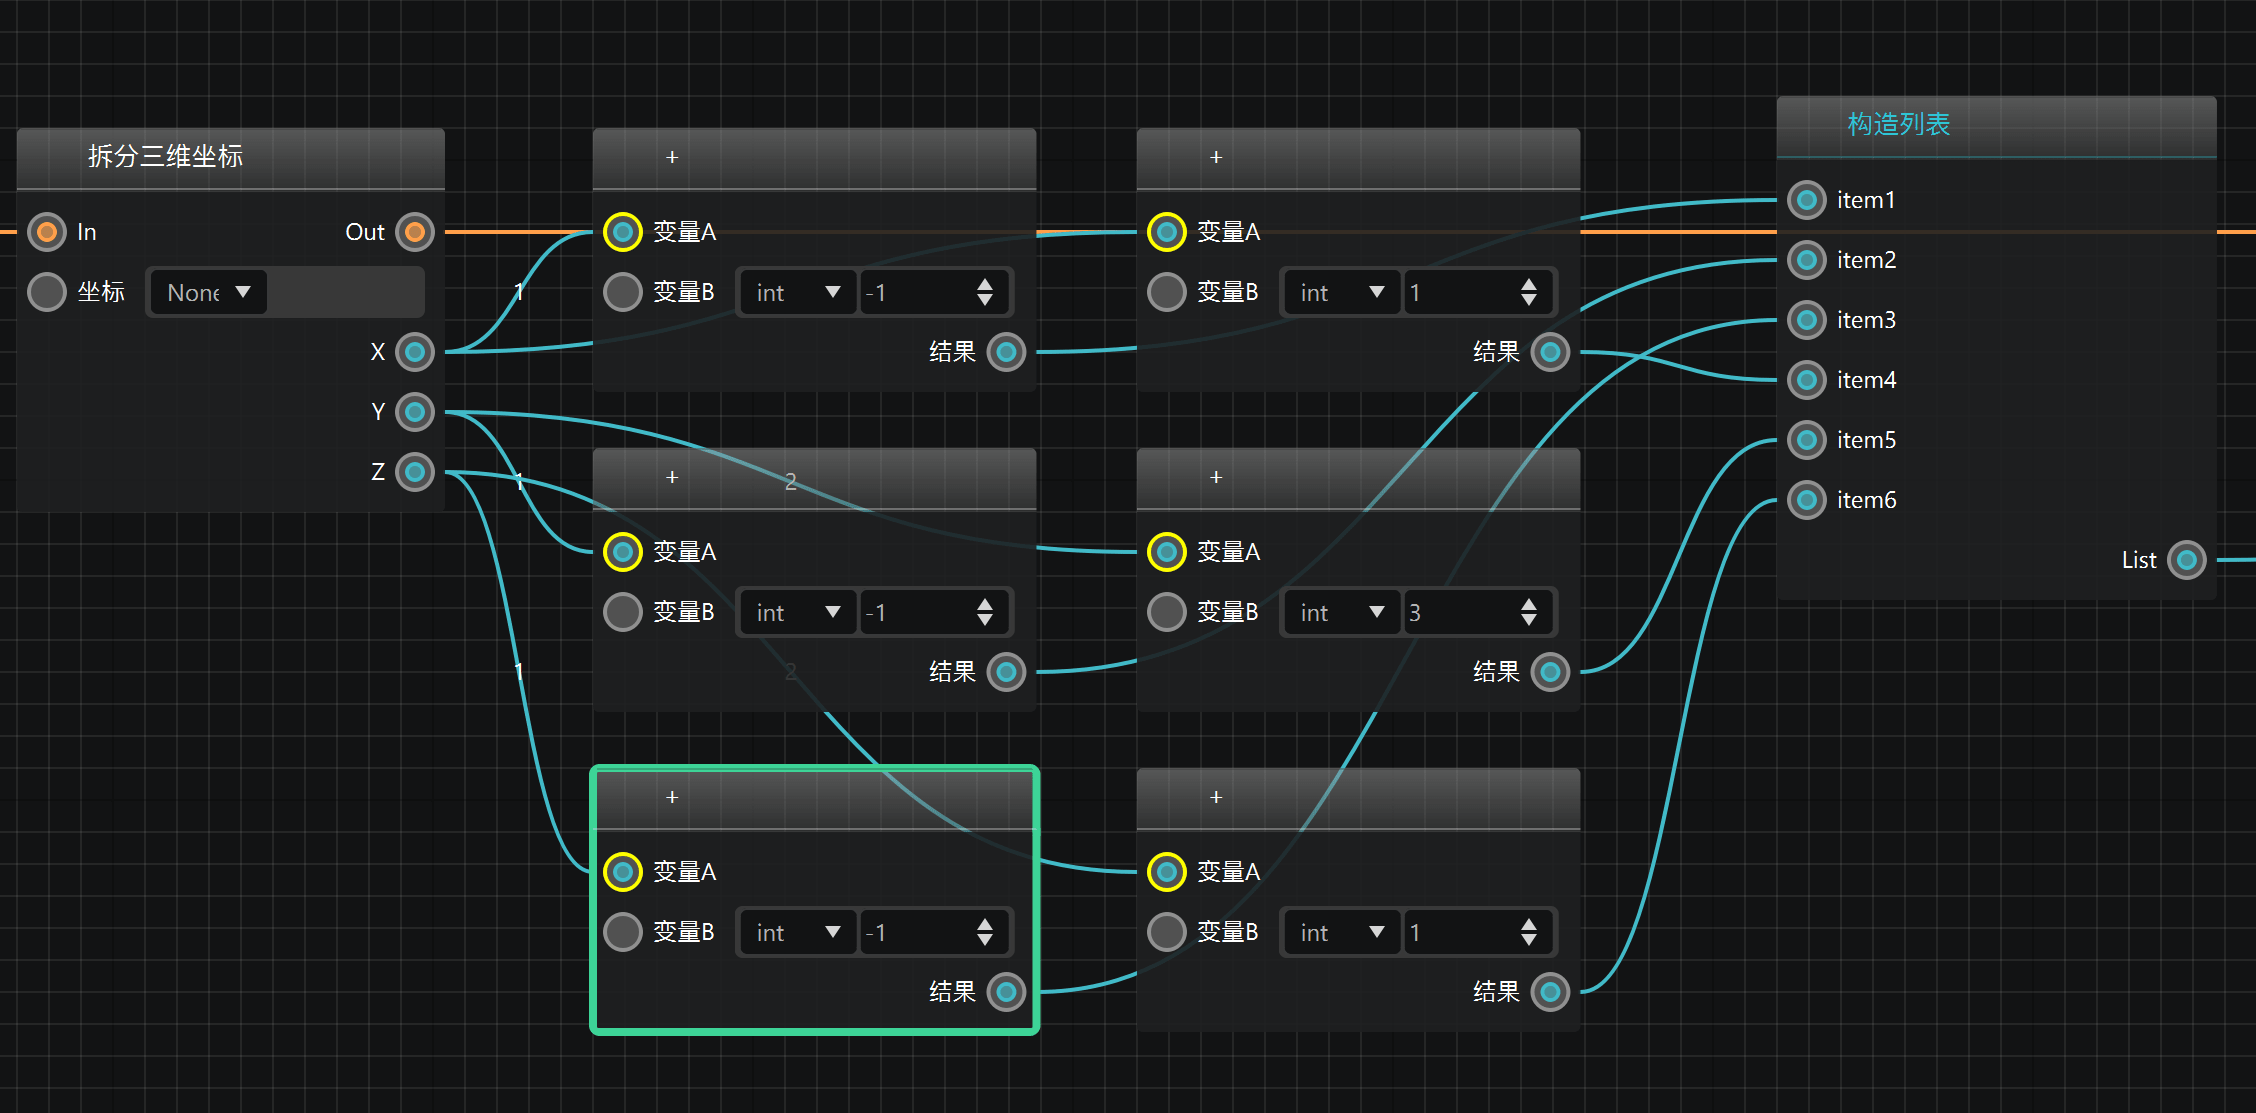 拆分三维坐标
In
Out
坐标
None
X
Y
Z
1
1
1
+
变量A
变量B
int
-1
结果
+
变量A
变量B
int
1
结果
+
2
变量A
变量B
int
-1
2
结果
+
变量A
变量B
int
3
结果
+
变量A
变量B
int
-1
结果
+
变量A
变量B
int
1
结果
构造列表
item1
item2
item3
item4
item5
item6
List